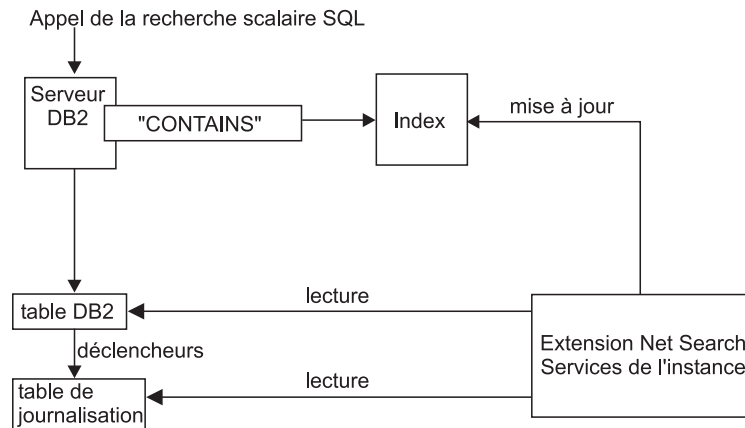 Appel de la recherche scalaire SQL
Serveur
DB2
"CONTAINS"
Index
mise à jour
table DB2
lecture
déclencheurs
Extension Net Search
Services de l'instance
table de
journalisation
lecture